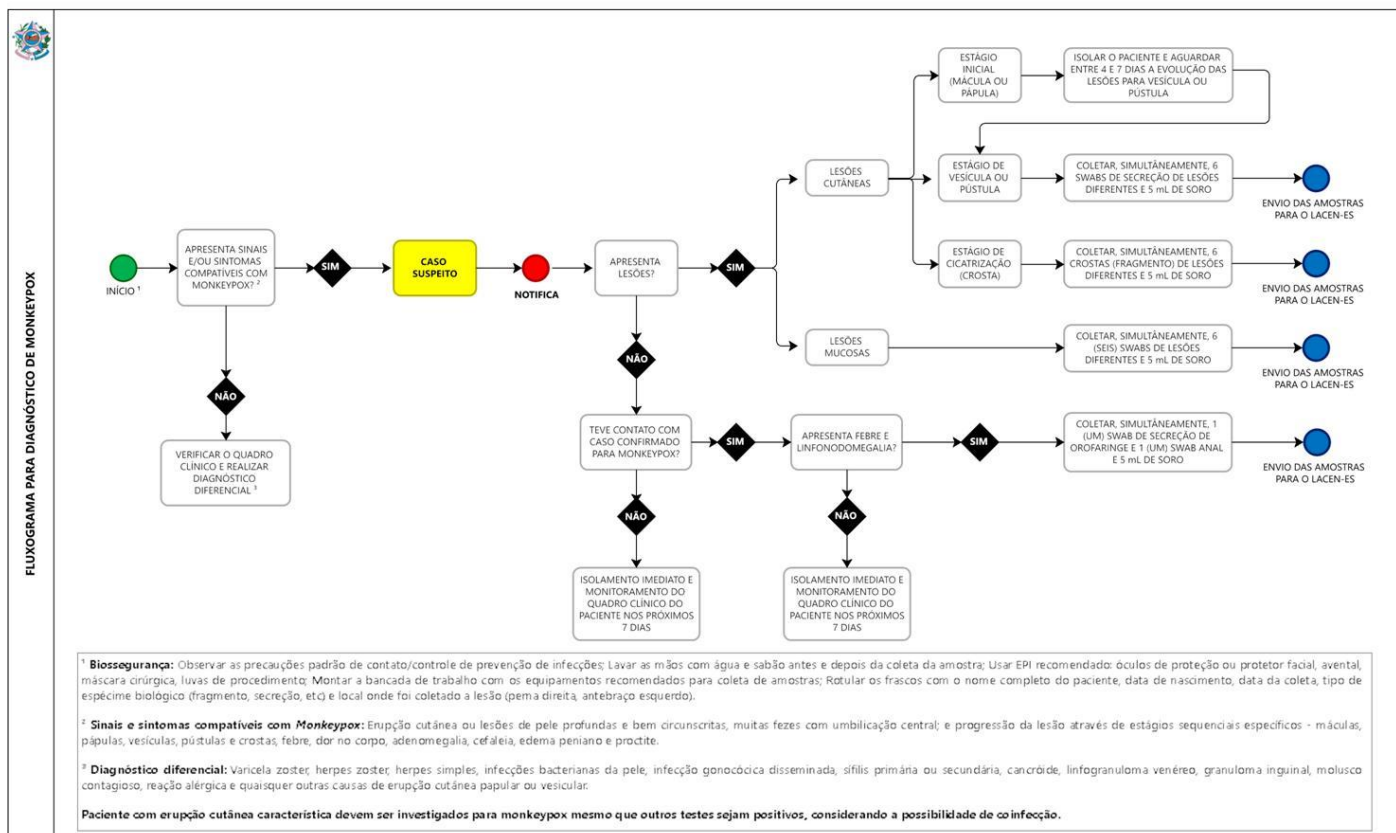 FLUXOGRAMA PARA DIAGNÓSTICO DE MONKEYPOX
INÍCIO ¹
APRESENTA SINAIS
E/OU SINTOMAS
COMPATÍVEIS COM
MONKEYPOX? ²
SIM
NÃO
VERIFICAR O QUADRO
CLÍNICO E REALIZAR
DIAGNÓSTICO
DIFERENCIAL ³
CASO
SUSPEITO
NOTIFICA
APRESENTA
LESÕES?
SIM
LESÕES
CUTÂNEAS
ESTÁGIO
INICIAL
(MÁCULA OU
PÁPULA)
ISOLAR O PACIENTE E AGUARDAR
ENTRE 4 E 7 DIAS A EVOLUÇÃO DAS
LESÕES PARA VESÍCULA OU
PÚSTULA
ESTÁGIO DE
VESÍCULA OU
PÚSTULA
COLETAR, SIMULTÂNEAMENTE, 6
SWABS DE SECREÇÃO DE LESÕES
DIFERENTES E 5 mL DE SORO
ENVIO DAS AMOSTRAS
PARA O LACEN-ES
ESTÁGIO DE
CICATRIZAÇÃO
(CROSTA)
COLETAR, SIMULTÂNEAMENTE, 6
CROSTAS (FRAGMENTO) DE LESÕES
DIFERENTES E 5 mL DE SORO
ENVIO DAS AMOSTRAS
PARA O LACEN-ES
LESÕES
MUCOSAS
COLETAR, SIMULTÂNEAMENTE, 6
(SEIS) SWABS DE LESÕES
DIFERENTES E 5 mL DE SORO
ENVIO DAS AMOSTRAS
PARA O LACEN-ES
NÃO
TEVE CONTATO COM
CASO CONFIRMADO
PARA MONKEYPOX?
SIM
APRESENTA FEBRE E
LINFONODOMEGALIA?
SIM
COLETAR, SIMULTÂNEAMENTE, 1
(UM) SWAB DE SECREÇÃO DE
OROFARINGE E 1 (UM) SWAB ANAL
E 5 mL DE SORO
ENVIO DAS AMOSTRAS
PARA O LACEN-ES
NÃO
ISOLAMENTO IMEDIATO E
MONITORAMENTO DO
QUADRO CLÍNICO DO
PACIENTE NOS PRÓXIMOS
7 DIAS
NÃO
ISOLAMENTO IMEDIATO E
MONITORAMENTO DO
QUADRO CLÍNICO DO
PACIENTE NOS PRÓXIMOS
7 DIAS
¹ Biossegurança: Observar as precauções padrão de contato/controle de prevenção de infecções; Lavar as mãos com água e sabão antes e depois da coleta da amostra; Usar EPI recomendado: óculos de proteção ou protetor facial, avental,
máscara cirúrgica, luvas de procedimento; Montar a bancada de trabalho com os equipamentos recomendados para coleta de amostras; Rotular os frascos com o nome completo do paciente, data de nascimento, data da coleta, tipo de
espécime biológico (fragmento, secreção, etc) e local onde foi coletado a lesão (perna direita, antebraço esquerdo).
² Sinais e sintomas compatíveis com Monkeypox: Erupção cutânea ou lesões de pele profundas e bem circunscritas, muitas fezes com umbilicação central; e progressão da lesão através de estágios sequenciais específicos - máculas,
pápulas, vesículas, pústulas e crostas, febre, dor no corpo, adenomegalia, cefaleia, edema peniano e proctite.
³ Diagnóstico diferencial: Varicela zoster, herpes zoster, herpes simples, infecções bacterianas da pele, infecção gonocócica disseminada, sífilis primária ou secundária, cancróide, linfogranuloma venéreo, granuloma inguinal, molusco
contagioso, reação alérgica e quaisquer outras causas de erupção cutânea papular ou vesicular.
Paciente com erupção cutânea característica devem ser investigados para monkeypox mesmo que outros testes sejam positivos, considerando a possibilidade de coinfecção.